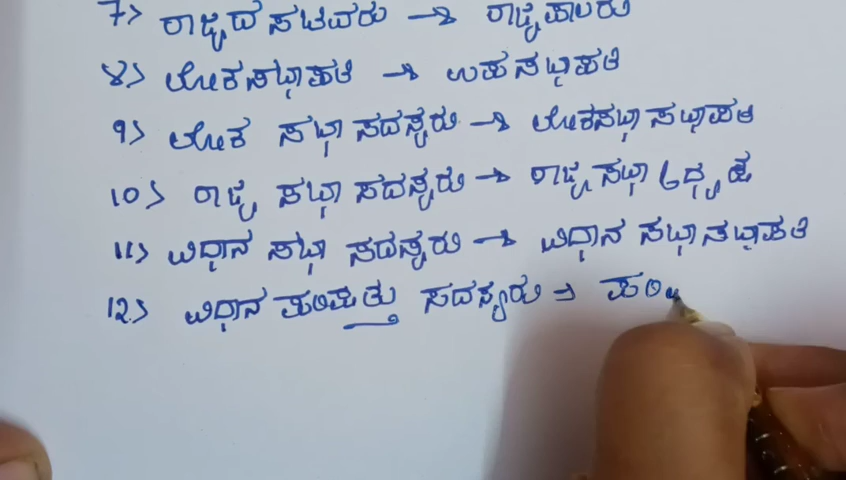 7> ರಾಜ್ಯದ ಸಚಿವರು → ರಾಜ್ಯಪಾಲರು
8> ಲೋಕಸಭಾಪತಿ → ಉಪಸಭಾಪತಿ
9> ಲೋಕ ಸಭಾ ಸದಸ್ಯರು → ಲೋಕಸಭಾ ಸಭಾಪತಿ
10> ರಾಜ್ಯ ಸಭಾ ಸದಸ್ಯರು → ರಾಜ್ಯಸಭಾ ಅಧ್ಯಕ್ಷ
11> ವಿಧಾನ ಸಭಾ ಸದಸ್ಯರು → ವಿಧಾನ ಸಭಾ ಸಭಾಪತಿ
12> ವಿಧಾನ ಪರಿಷತ್ತು ಸದಸ್ಯರು → ಪರಿ